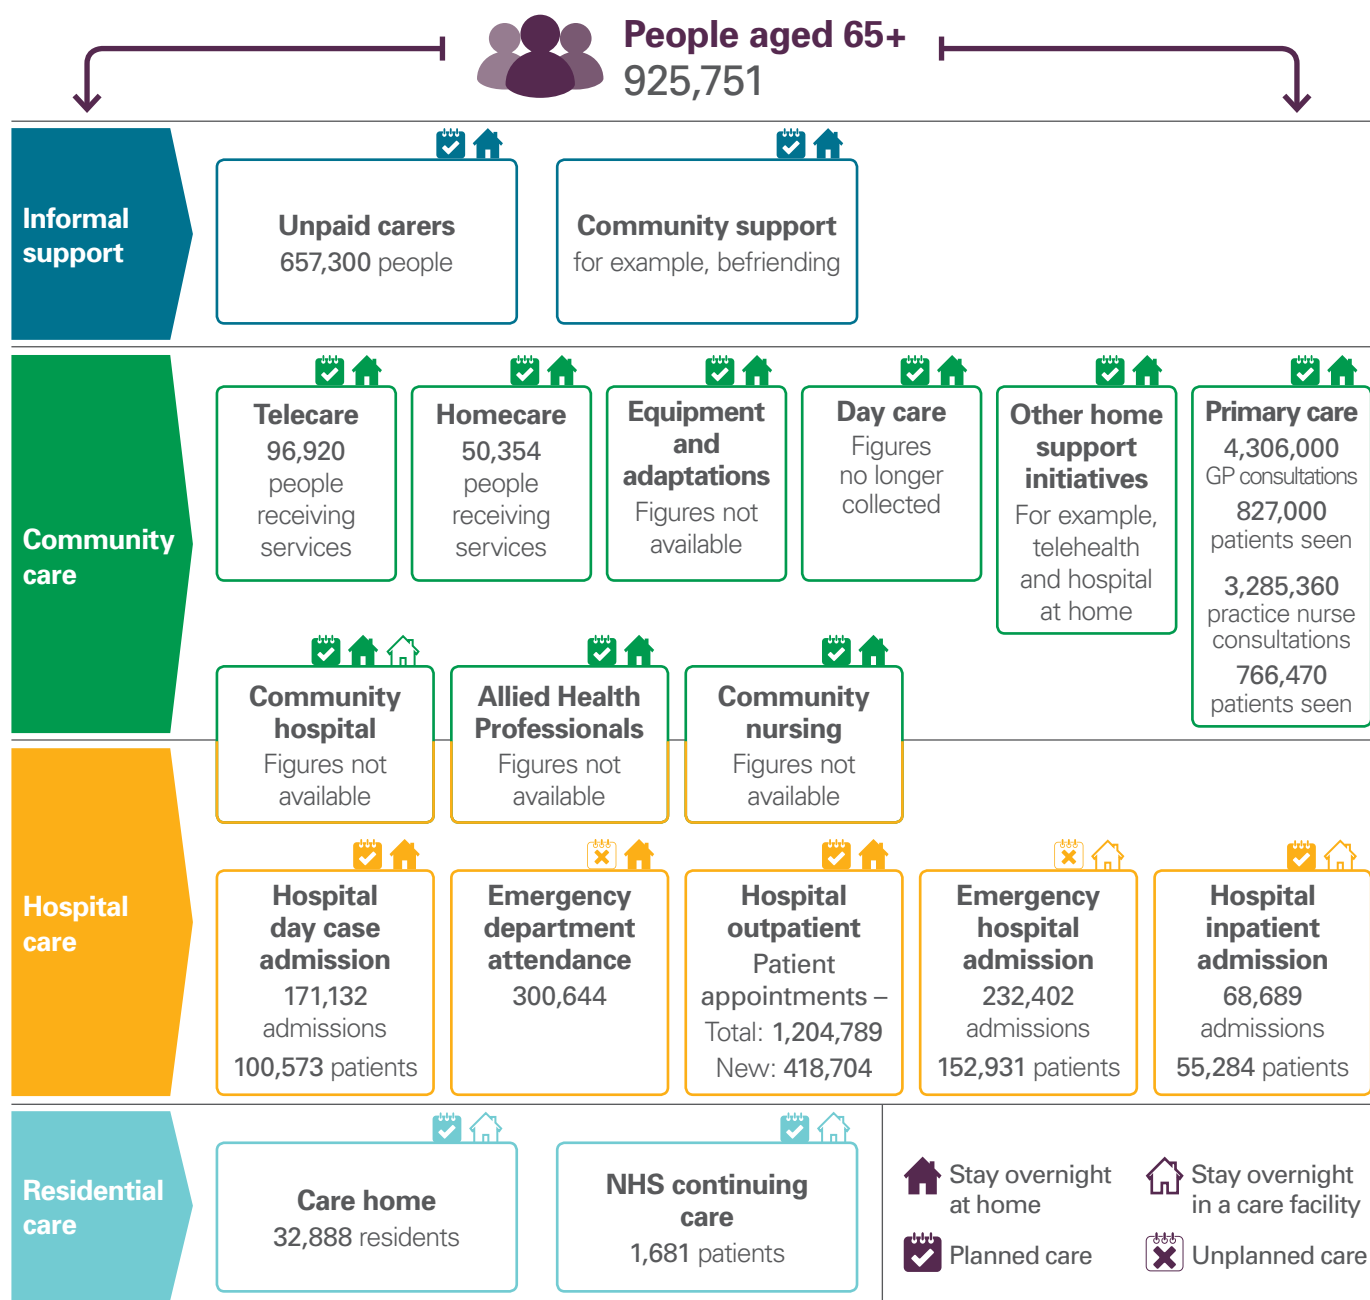 People aged 65+
925,751
Informal
support
Unpaid carers
657,300 people
Community support
for example, befriending
Community
care
Telecare
96,920
people
receiving
services
Homecare
50,354
people
receiving
services
Equipment
and
adaptations
Figures not
available
Day care
Figures
no longer
collected
Other home
support
initiatives
For example,
telehealth
and hospital
at home
Primary care
4,306,000
GP consultations
827,000
patients seen
3,285,360
practice nurse
consultations
766,470
patients seen
Community
hospital
Figures not
available
Allied Health
Professionals
Figures not
available
Community
nursing
Figures not
available
Hospital
care
Hospital
day case
admission
171,132
admissions
100,573 patients
Emergency
department
attendance
300,644
Hospital
outpatient
Patient
appointments –
Total: 1,204,789
New: 418,704
Emergency
hospital
admission
232,402
admissions
152,931 patients
Hospital
inpatient
admission
68,689
admissions
55,284 patients
Residential
care
Care home
32,888 residents
NHS continuing
care
1,681 patients
Stay overnight
at home
Stay overnight
in a care facility
Planned care
Unplanned care